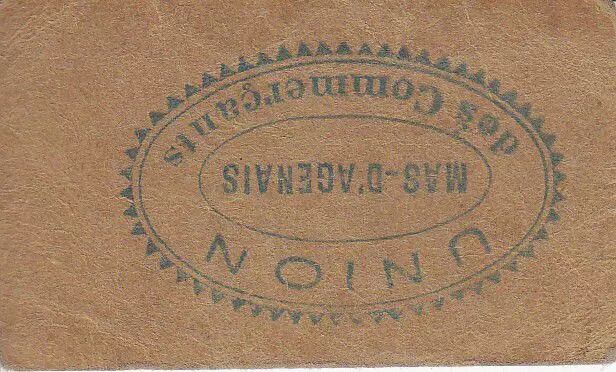 UNION
MAS-D'AGENAIS
des Commerçants